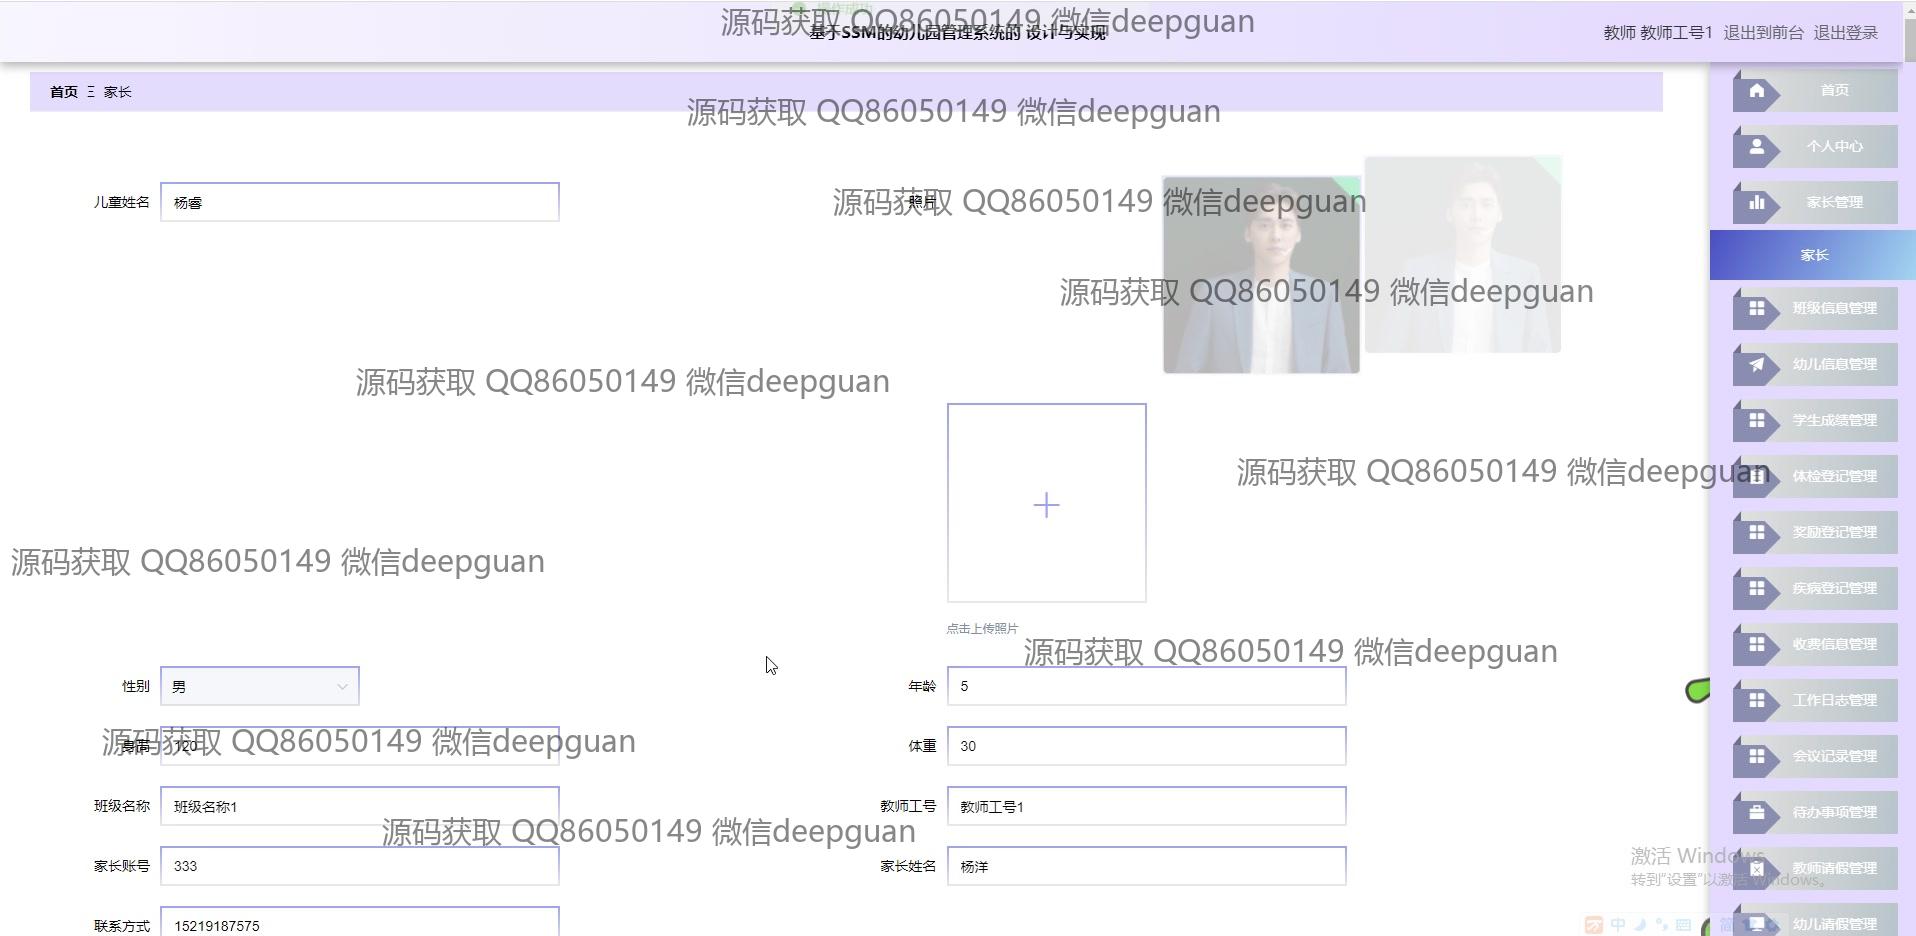 操作成功
源码获取 QQ86050149 微信deepguan
基于SSM的幼儿园管理系统的 设计与实现
教师 教师工号1 退出到前台 退出登录
首页 Ξ 家长
源码获取 QQ86050149 微信deepguan
首页
个人中心
家长管理
家长
班级信息管理
幼儿信息管理
学生成绩管理
体检登记管理
奖励登记管理
疾病登记管理
收费信息管理
工作日志管理
会议记录管理
待办事项管理
教师请假管理
幼儿请假管理
儿童姓名 杨睿
照片
源码获取 QQ86050149 微信deepguan
源码获取 QQ86050149 微信deepguan
源码获取 QQ86050149 微信deepguan
源码获取 QQ86050149 微信deepguan
源码获取 QQ86050149 微信deepguan
点击上传照片
源码获取 QQ86050149 微信deepguan
性别 男 年龄 5
身高 120 体重 30
源码获取 QQ86050149 微信deepguan
班级名称 班级名称1 教师工号 教师工号1
源码获取 QQ86050149 微信deepguan
家长账号 333 家长姓名 杨洋
联系方式 15219187575
激活 Windows
转到"设置"以激活 Windows。
中 简